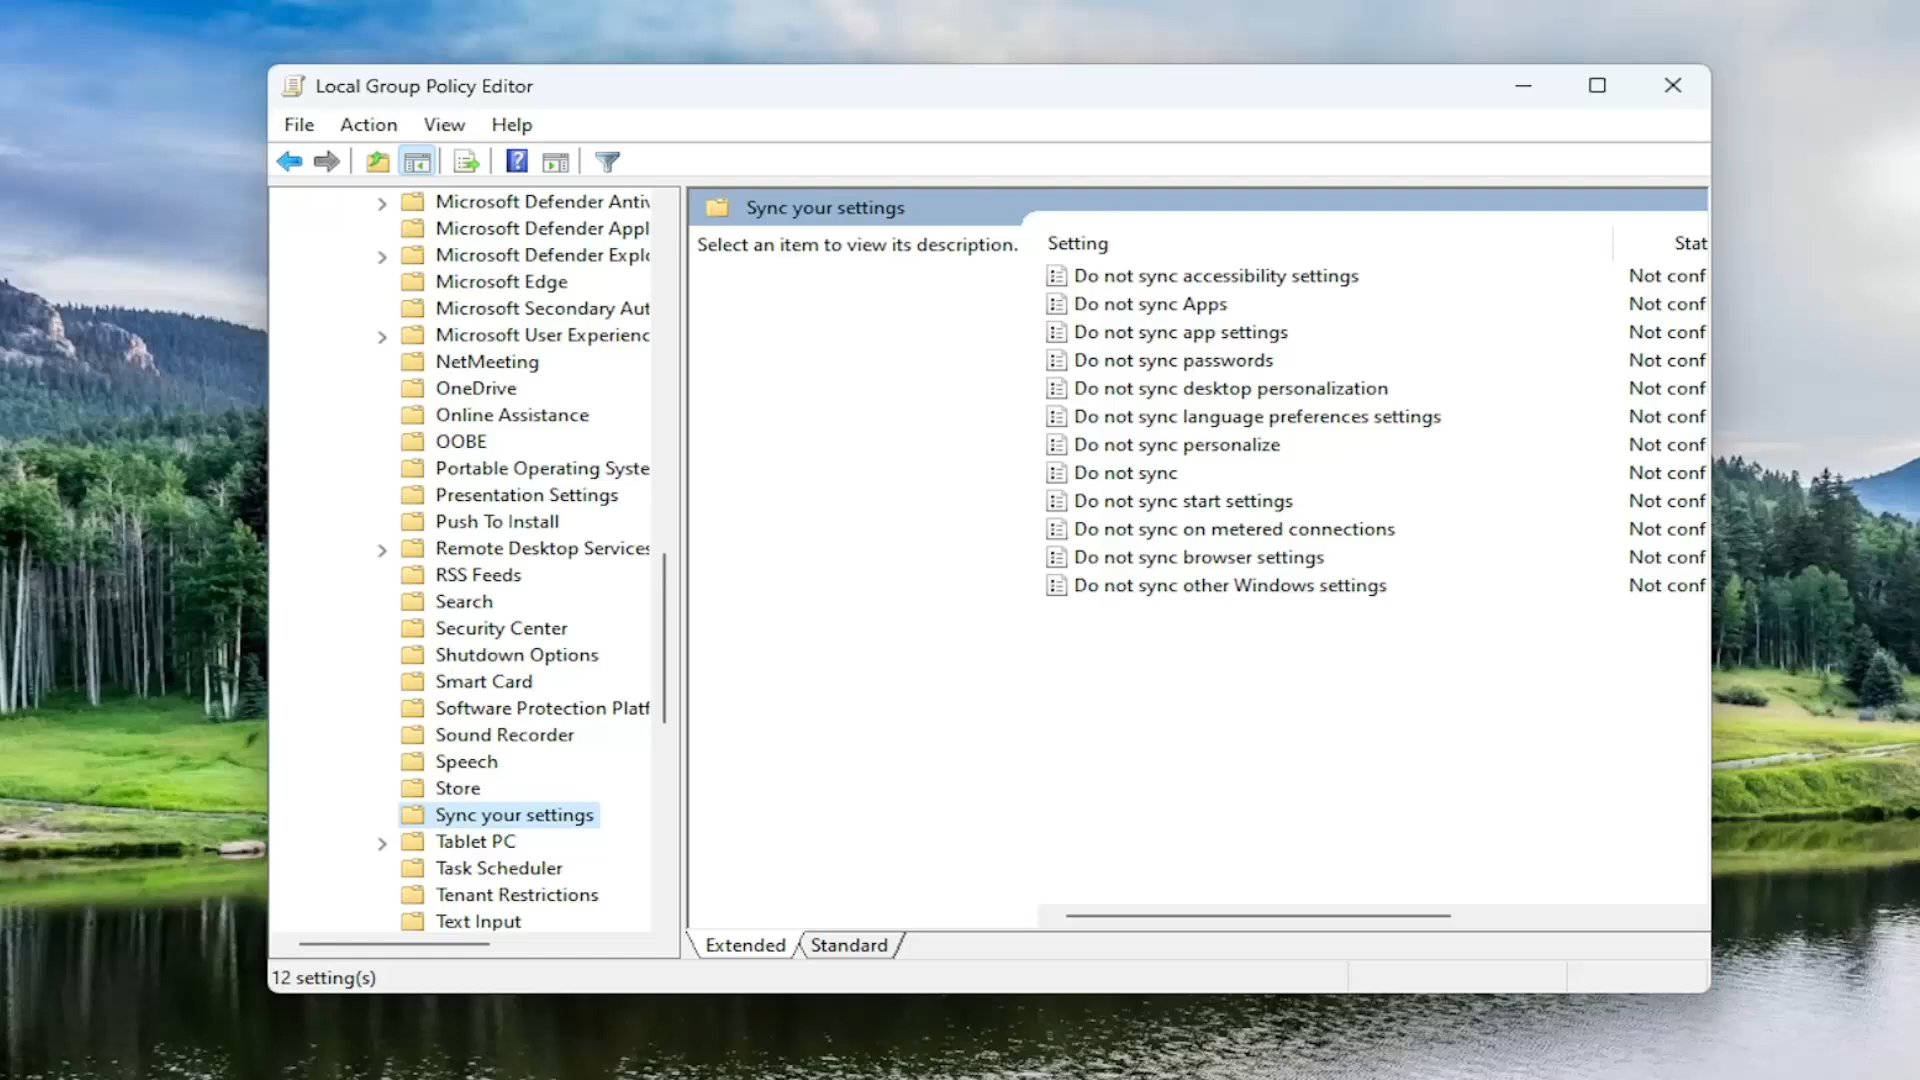 Local Group Policy Editor
File Action View Help
Microsoft Defender Antiv
Microsoft Defender Appl
Microsoft Defender Explo
Microsoft Edge
Microsoft Secondary Aut
Microsoft User Experienc
NetMeeting
OneDrive
Online Assistance
OOBE
Portable Operating Syste
Presentation Settings
Push To Install
Remote Desktop Services
RSS Feeds
Search
Security Center
Shutdown Options
Smart Card
Software Protection Platf
Sound Recorder
Speech
Store
Sync your settings
Tablet PC
Task Scheduler
Tenant Restrictions
Text Input
Sync your settings
Select an item to view its description.
Setting Stat
Do not sync accessibility settings Not conf
Do not sync Apps Not conf
Do not sync app settings Not conf
Do not sync passwords Not conf
Do not sync desktop personalization Not conf
Do not sync language preferences settings Not conf
Do not sync personalize Not conf
Do not sync Not conf
Do not sync start settings Not conf
Do not sync on metered connections Not conf
Do not sync browser settings Not conf
Do not sync other Windows settings Not conf
Extended Standard
12 setting(s)